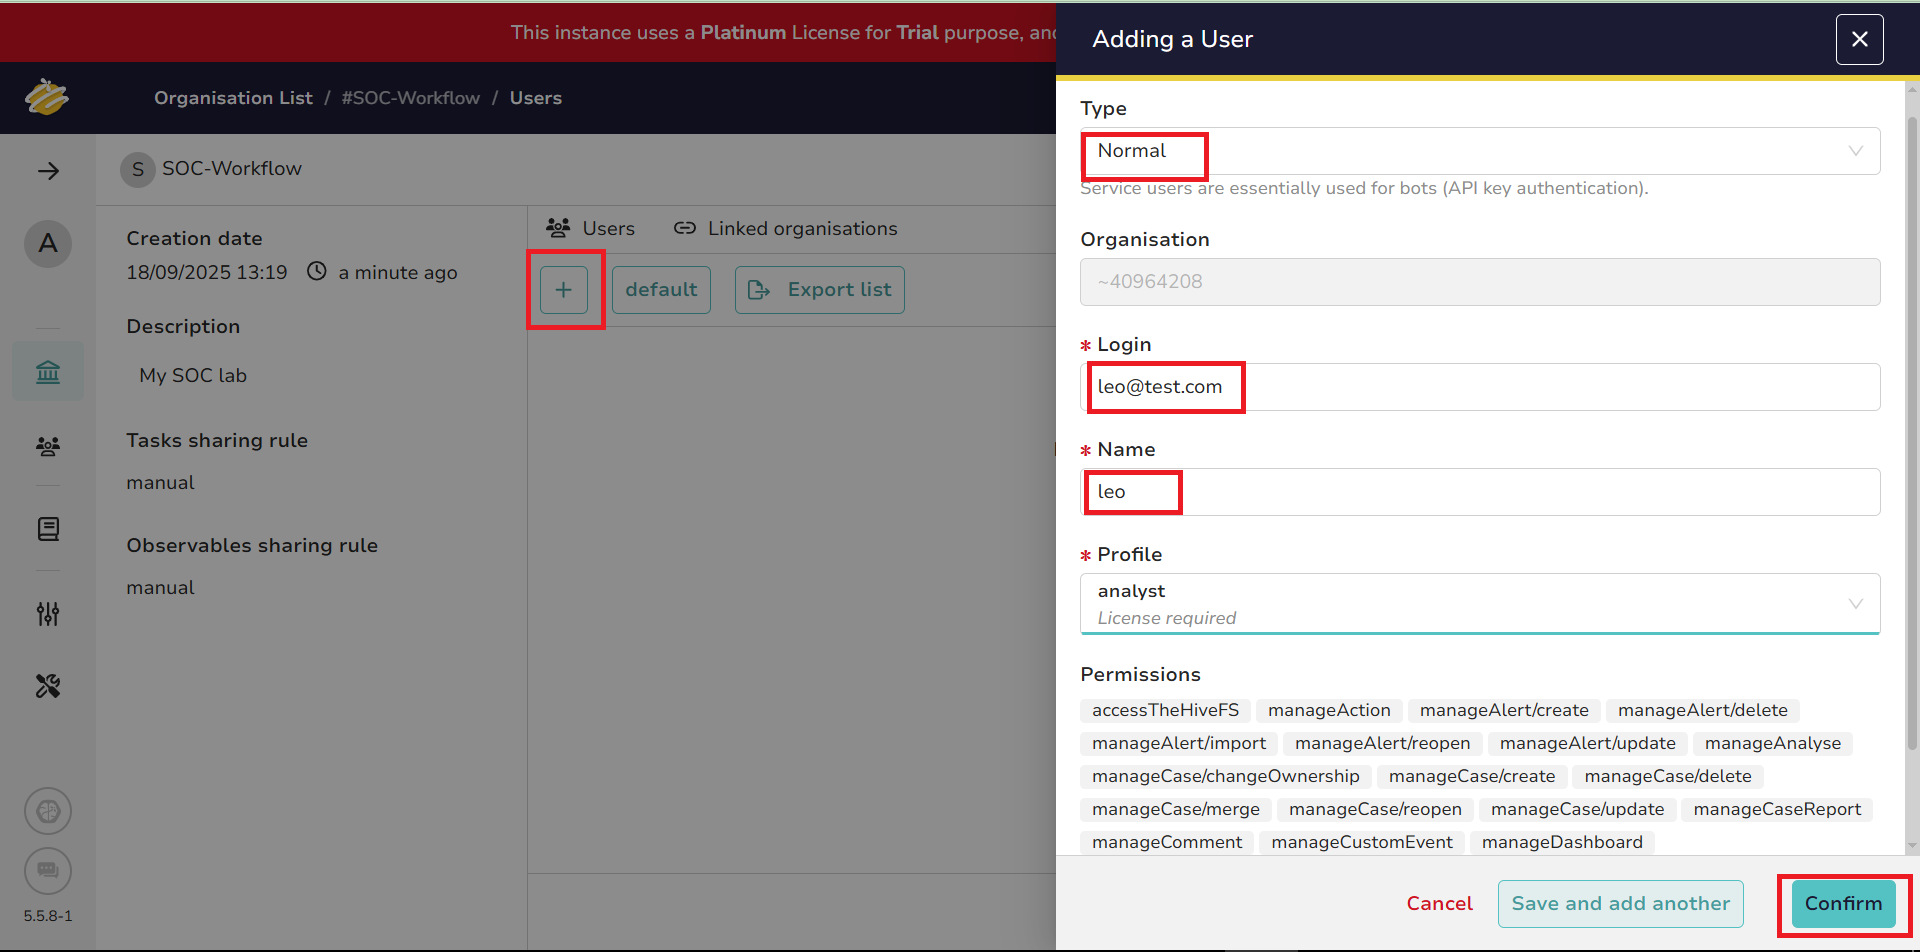 This instance uses a Platinum License for Trial purpose, an
Organisation List / #SOC-Workflow / Users
S SOC-Workflow
A
Creation date
18/09/2025 13:19 a minute ago
Description
My SOC lab
Tasks sharing rule
manual
Observables sharing rule
manual
5.5.8-1
Users Linked organisations
+ default Export list
Adding a User
Type
Normal
Service users are essentially used for bots (API key authentication).
Organisation
~40964208
* Login
leo@test.com
* Name
leo
* Profile
analyst
License required
Permissions
accessTheHiveFS manageAction manageAlert/create manageAlert/delete
manageAlert/import manageAlert/reopen manageAlert/update manageAnalyse
manageCase/changeOwnership manageCase/create manageCase/delete
manageCase/merge manageCase/reopen manageCase/update manageCaseReport
manageComment manageCustomEvent manageDashboard
Cancel Save and add another Confirm